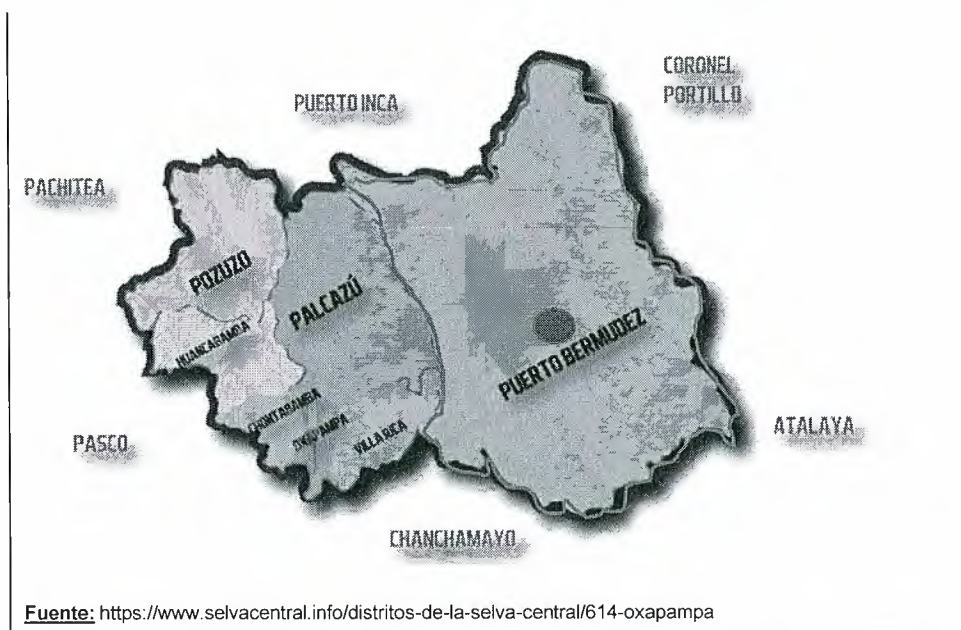 CORONEL
PORTILLO
PUERTO INCA
PACHITEA
POZUZO
PALCAZÚ
HUANCABAMBA
PUERTO BERMUDEZ
CHONTABAMBA
OXAPAMPA
VILLA RICA
ATALAYA
PASCO
CHANCHAMAYO
Fuente: https://www.selvacentral.info/distritos-de-la-selva-central/614-oxapampa